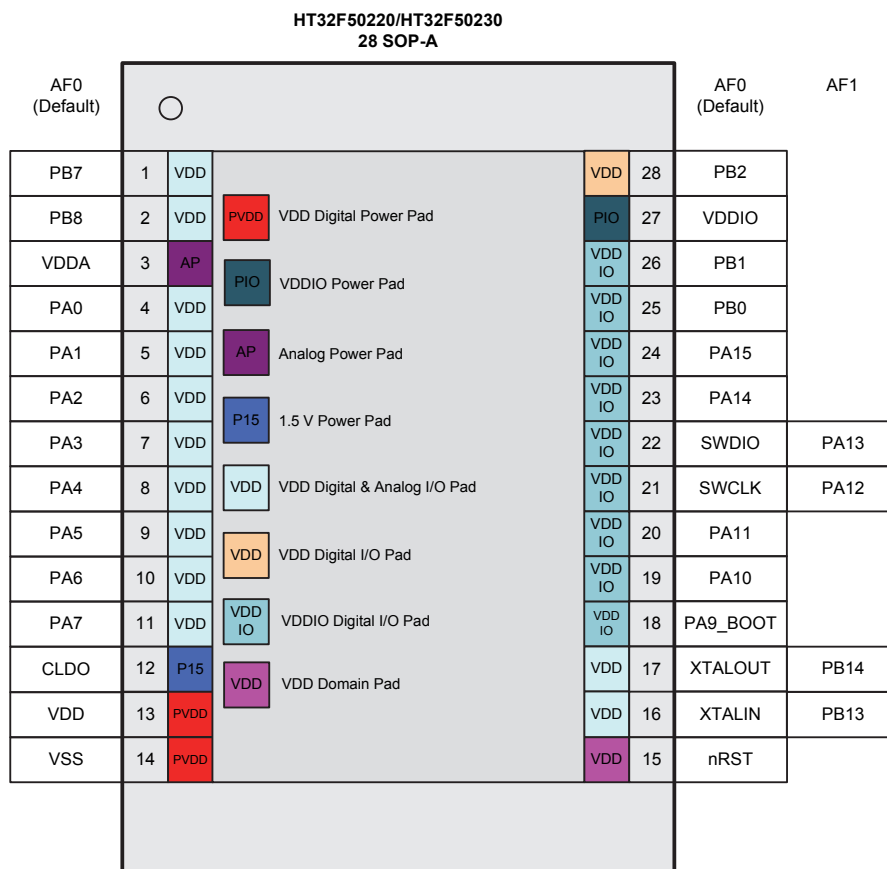 HT32F50220/HT32F50230
28 SOP-A
AF0
(Default)
AF0
(Default)
AF1
PB7 1 VDD VDD 28 PB2
PB8 2 VDD PVDD VDD Digital Power Pad PIO 27 VDDIO
VDDA 3 AP PIO VDDIO Power Pad VDD IO 26 PB1
PA0 4 VDD VDD IO 25 PB0
PA1 5 VDD AP Analog Power Pad VDD IO 24 PA15
PA2 6 VDD P15 1.5 V Power Pad VDD IO 23 PA14
PA3 7 VDD VDD IO 22 SWDIO PA13
PA4 8 VDD VDD VDD Digital & Analog I/O Pad VDD IO 21 SWCLK PA12
PA5 9 VDD VDD VDD Digital I/O Pad VDD IO 20 PA11
PA6 10 VDD VDD IO 19 PA10
PA7 11 VDD VDD IO VDDIO Digital I/O Pad VDD IO 18 PA9_BOOT
CLDO 12 P15 VDD VDD Domain Pad VDD 17 XTALOUT PB14
VDD 13 PVDD VDD 16 XTALIN PB13
VSS 14 PVDD VDD 15 nRST